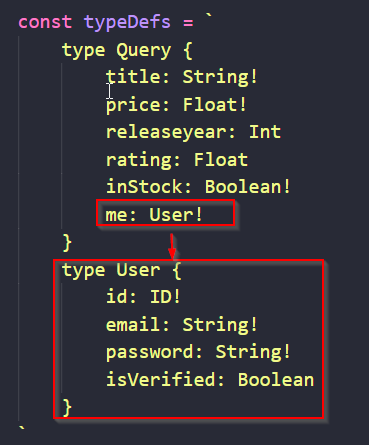 const typeDefs = `
type Query {
title: String!
price: Float!
releaseyear: Int
rating: Float
inStock: Boolean!
me: User!
}
type User {
id: ID!
email: String!
password: String!
isVerified: Boolean
}
`